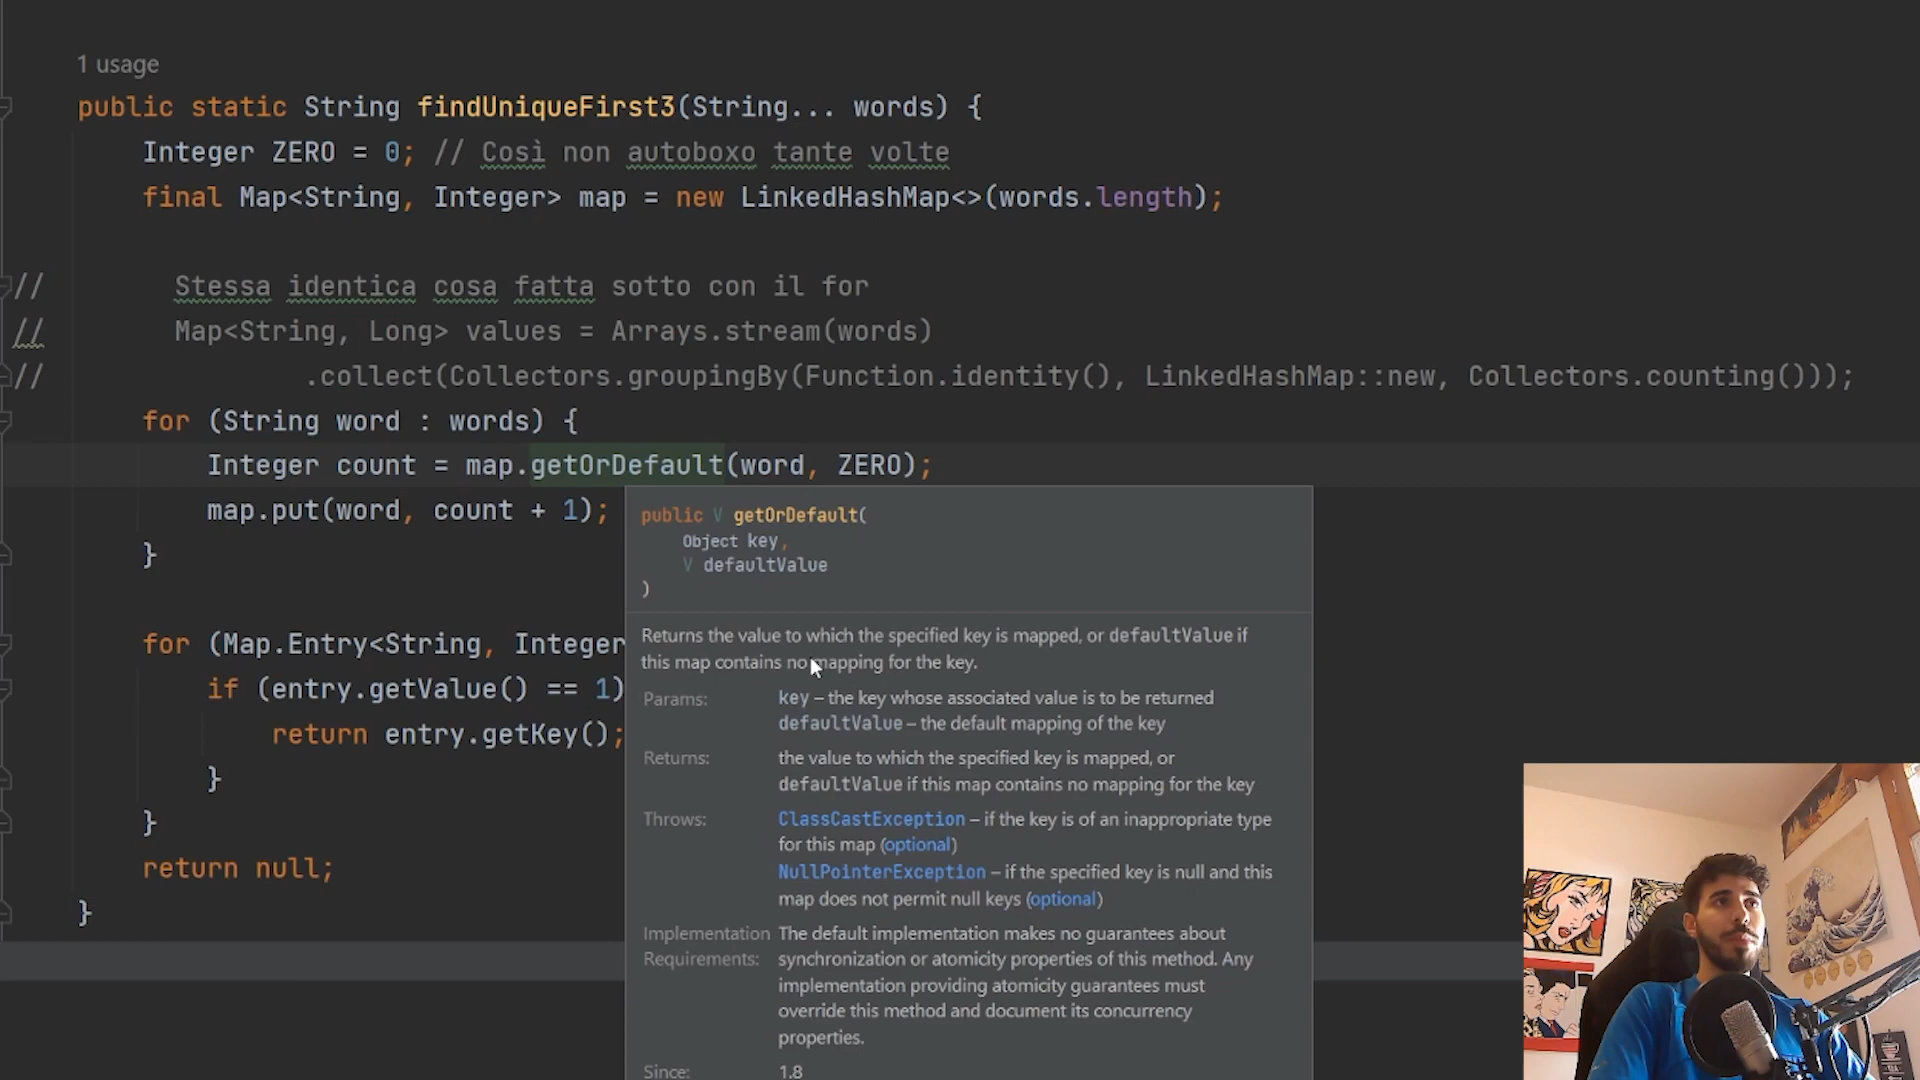 1 usage
public static String findUniqueFirst3(String... words) {
Integer ZERO = 0; // Così non autoboxo tante volte
final Map<String, Integer> map = new LinkedHashMap<>(words.length);
// Stessa identica cosa fatta sotto con il for
// Map<String, Long> values = Arrays.stream(words)
// .collect(Collectors.groupingBy(Function.identity(), LinkedHashMap::new, Collectors.counting()));
for (String word : words) {
Integer count = map.getOrDefault(word, ZERO);
map.put(word, count + 1);
}
for (Map.Entry<String, Integer
if (entry.getValue() == 1)
return entry.getKey();
}
}
return null;
}
public V getOrDefault(
Object key,
V defaultValue
)
Returns the value to which the specified key is mapped, or defaultValue if
this map contains no mapping for the key.
Params: key – the key whose associated value is to be returned
defaultValue – the default mapping of the key
Returns: the value to which the specified key is mapped, or
defaultValue if this map contains no mapping for the key
Throws: ClassCastException – if the key is of an inappropriate type
for this map (optional)
NullPointerException – if the specified key is null and this
map does not permit null keys (optional)
Implementation Requirements: The default implementation makes no guarantees about
synchronization or atomicity properties of this method. Any
implementation providing atomicity guarantees must
override this method and document its concurrency
properties.
Since: 1.8